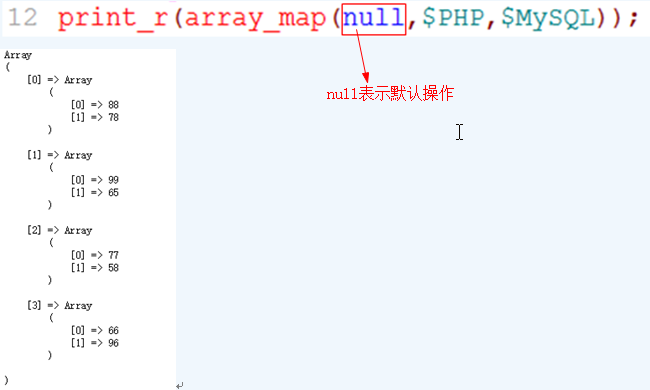 12 print_r(array_map(null,$PHP,$MySQL));
null表示默认操作
Array
(
    [0] => Array
        (
            [0] => 88
            [1] => 78
        )

    [1] => Array
        (
            [0] => 99
            [1] => 65
        )

    [2] => Array
        (
            [0] => 77
            [1] => 58
        )

    [3] => Array
        (
            [0] => 66
            [1] => 96
        )

)